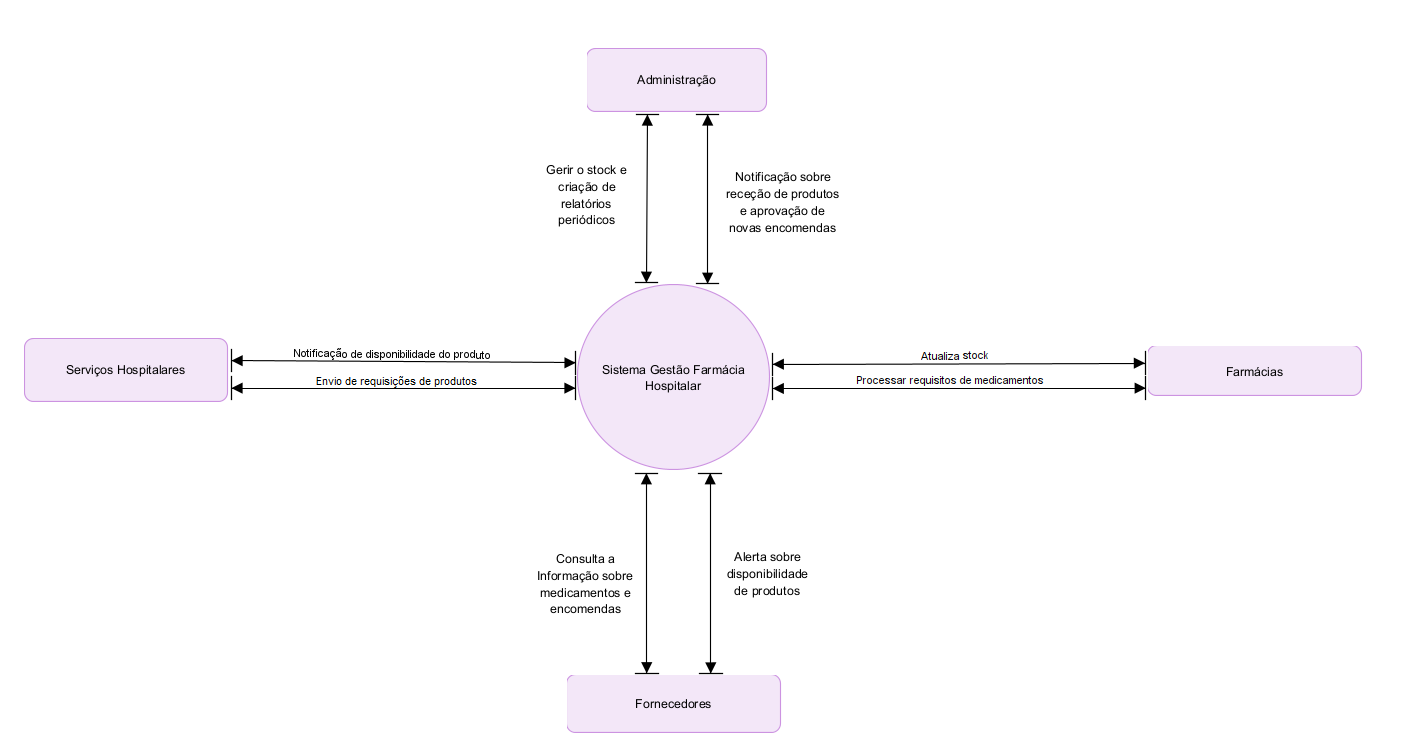 Administração
Gerir o stock e
criação de
relatórios
periódicos
Notificação sobre
receção de produtos
e aprovação de
novas encomendas
Serviços Hospitalares
Notificação de disponibilidade do produto
Envio de requisições de produtos
Sistema Gestão Farmácia
Hospitalar
Atualiza stock
Processar requisitos de medicamentos
Farmácias
Consulta a
Informação sobre
medicamentos e
encomendas
Alerta sobre
disponibilidade
de produtos
Fornecedores